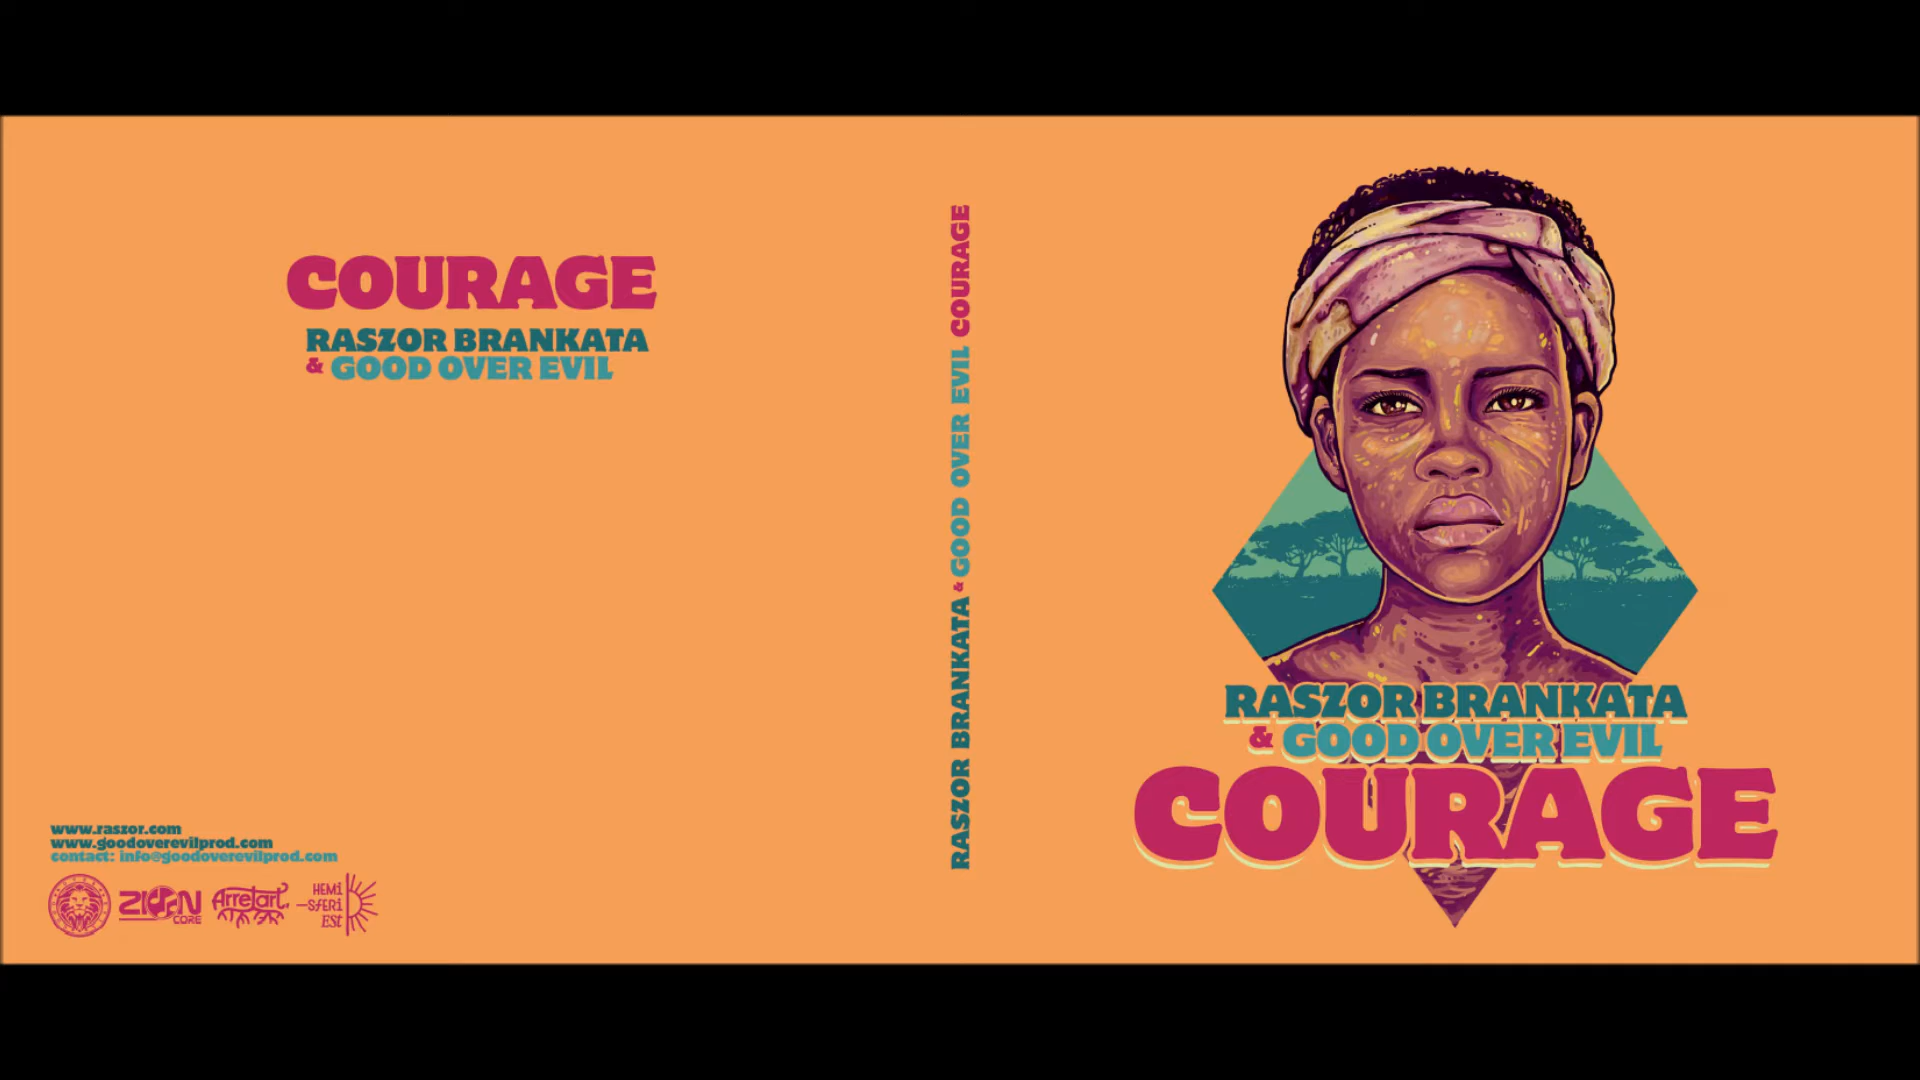 COURAGE
RASZOR BRANKATA
& GOOD OVER EVIL
www.raszor.com
www.goodoverevilprod.com
contact: info@goodoverevilprod.com
ZION
CORE
Arretart
HEMi
SFERi
ESt
RASZOR BRANKATA & GOOD OVER EVIL COURAGE
RASZOR BRANKATA
& GOOD OVER EVIL
COURAGE